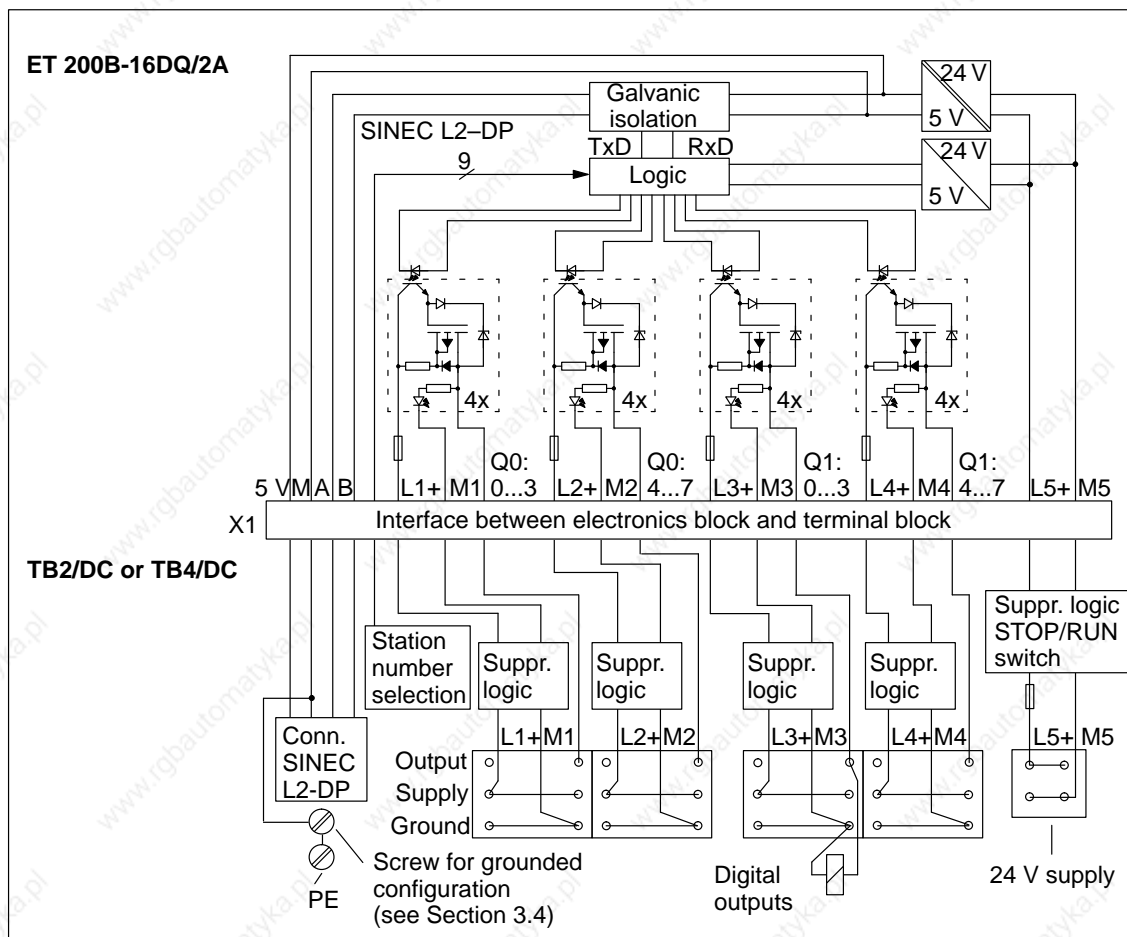 ET 200B-16DQ/2A
24 V
5 V
Galvanic
isolation
SINEC L2–DP
TxD
RxD
9
Logic
24 V
5 V
4x
4x
4x
4x
5 V
M
A
B
L1+
M1
Q0:
0...3
L2+
M2
Q0:
4...7
L3+
M3
Q1:
0...3
L4+
M4
Q1:
4...7
L5+
M5
X1
Interface between electronics block and terminal block
TB2/DC or TB4/DC
Station
number
selection
Suppr.
logic
Suppr.
logic
Suppr.
logic
Suppr.
logic
Suppr. logic
STOP/RUN
switch
Conn.
SINEC
L2-DP
L1+
M1
L2+
M2
L3+
M3
L4+
M4
L5+
M5
Output
Supply
Ground
PE
Screw for grounded
configuration
(see Section 3.4)
Digital
outputs
24 V supply
www.rgbautomatyka.pl